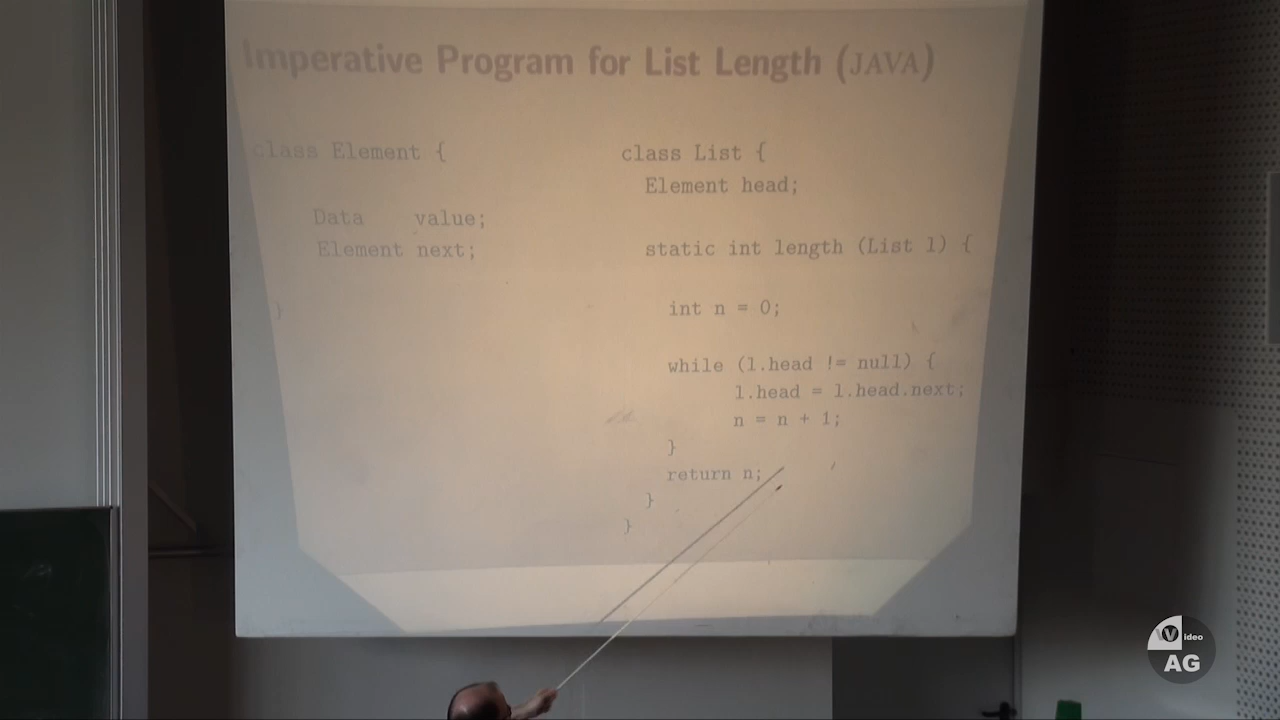 Imperative Program for List Length (JAVA)
class Element {
Data value;
Element next;
}
class List {
Element head;
static int length (List l) {
int n = 0;
while (l.head != null) {
l.head = l.head.next;
n = n + 1;
}
return n;
}
}
Video
AG